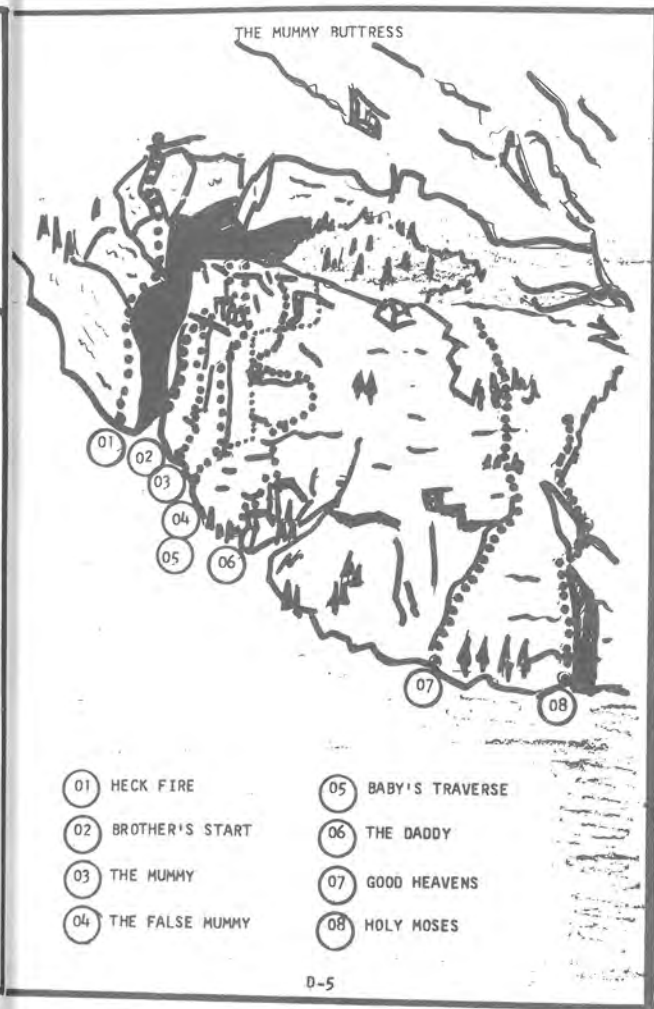 THE MUMMY BUTTRESS
01
02
03
04
05
06
07
08
01 HECK FIRE
02 BROTHER'S START
03 THE MUMMY
04 THE FALSE MUMMY
05 BABY'S TRAVERSE
06 THE DADDY
07 GOOD HEAVENS
08 HOLY MOSES
D-5